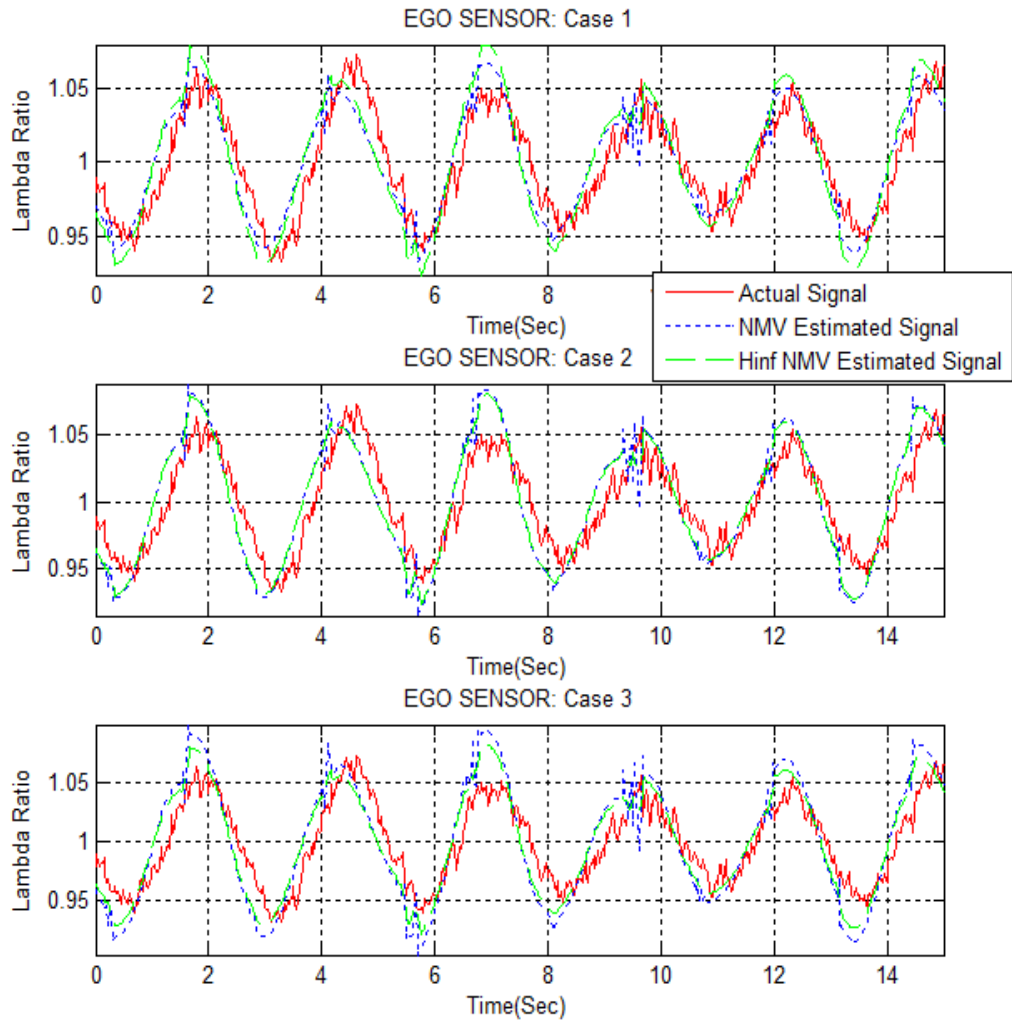 EGO SENSOR: Case 1
Lambda Ratio
1.05
1
0.95
0 2 4 6 8
Time(Sec)
Actual Signal
NMV Estimated Signal
Hinf NMV Estimated Signal
EGO SENSOR: Case 2
Lambda Ratio
1.05
1
0.95
0 2 4 6 8 10 12 14
Time(Sec)
EGO SENSOR: Case 3
Lambda Ratio
1.05
1
0.95
0 2 4 6 8 10 12 14
Time(Sec)